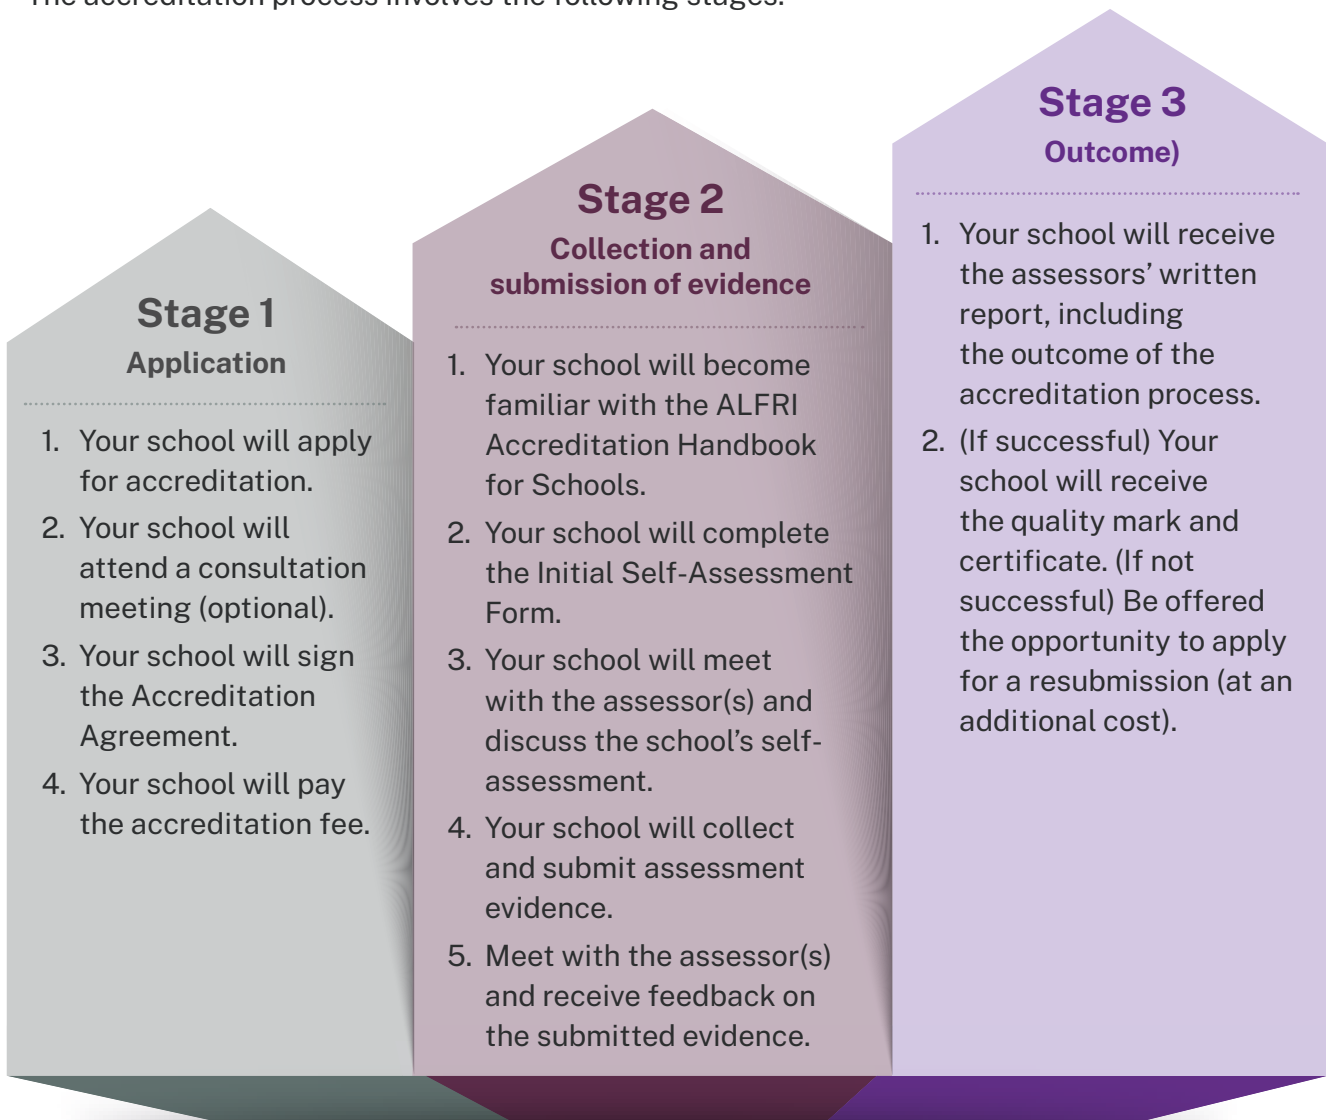 The accreditation process involves the following stages:
Stage 1
Application
1. Your school will apply
for accreditation.
2. Your school will
attend a consultation
meeting (optional).
3. Your school will sign
the Accreditation
Agreement.
4. Your school will pay
the accreditation fee.
Stage 2
Collection and
submission of evidence
1. Your school will become
familiar with the ALFRI
Accreditation Handbook
for Schools.
2. Your school will complete
the Initial Self-Assessment
Form.
3. Your school will meet
with the assessor(s) and
discuss the school’s self-
assessment.
4. Your school will collect
and submit assessment
evidence.
5. Meet with the assessor(s)
and receive feedback on
the submitted evidence.
Stage 3
Outcome)
1. Your school will receive
the assessors’ written
report, including
the outcome of the
accreditation process.
2. (If successful) Your
school will receive
the quality mark and
certificate. (If not
successful) Be offered
the opportunity to apply
for a resubmission (at an
additional cost).